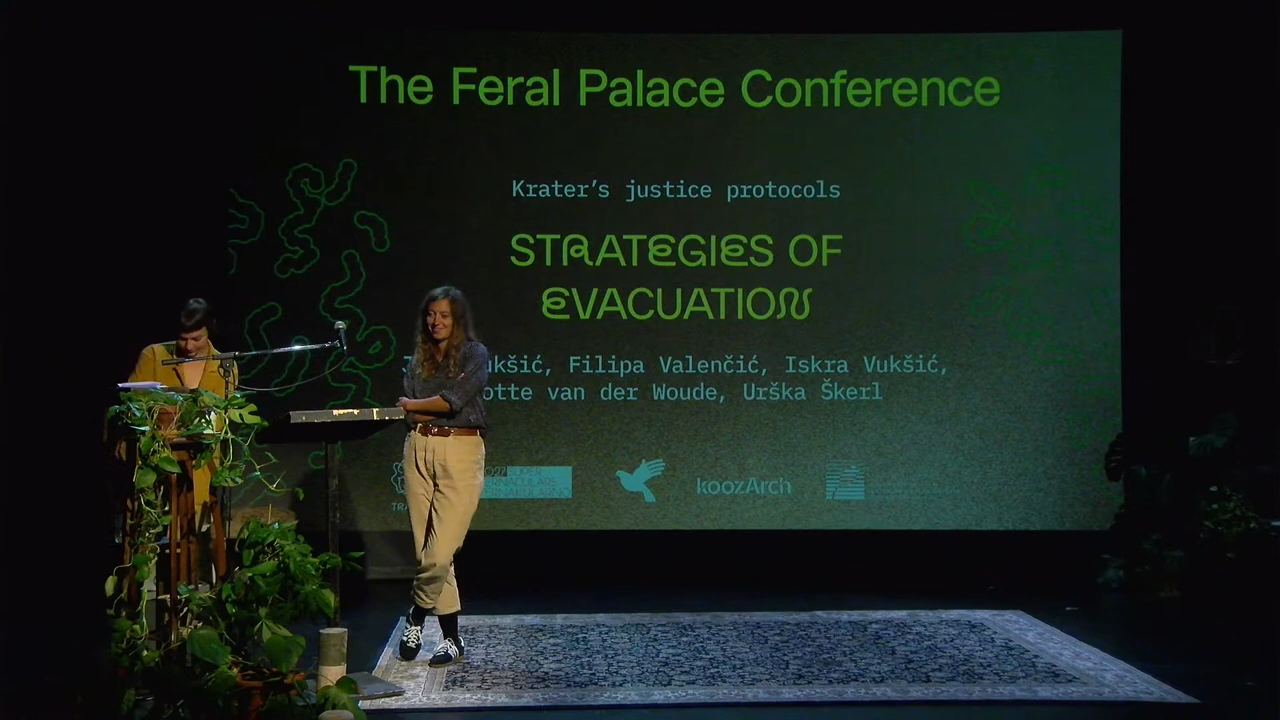 The Feral Palace Conference
Krater's justice protocols
STRATEGIES OF
EVACUATION
Vukšić, Filipa Valenčić, Iskra Vukšić,
van der Woude, Urška Škerl
koozArch